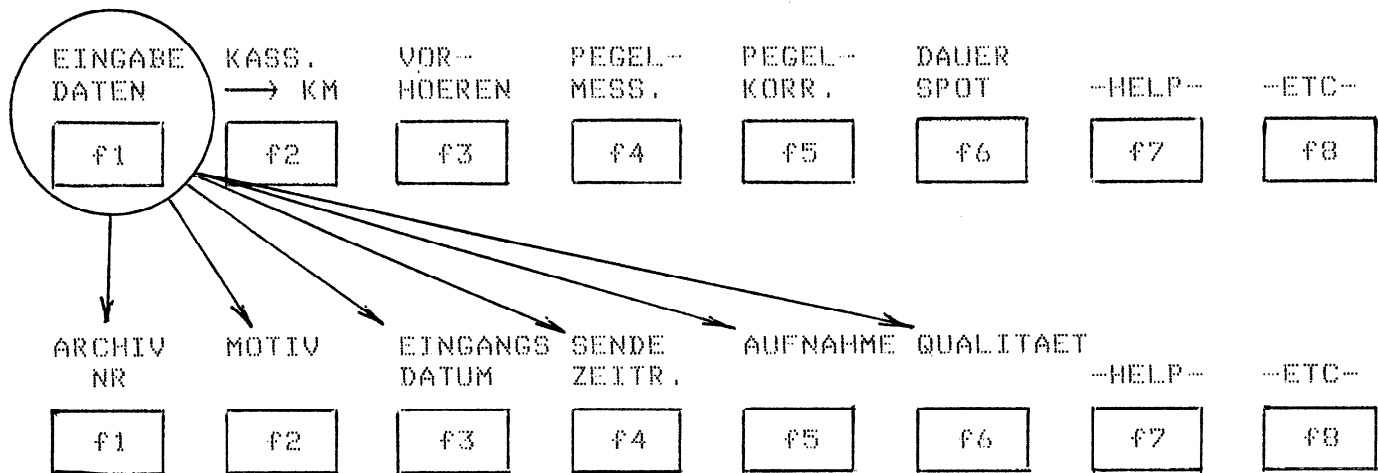 EINGABE KASS. VOR- PEGEL- PEGEL- DAUER
DATEN → KM HOEREN MESS. KORR. SPOT -HELP- -ETC-
f1 f2 f3 f4 f5 f6 f7 f8
ARCHIV MOTIV EINGANGS SENDE AUFNAHME QUALITAET
NR DATUM ZEITR. -HELP- -ETC-
f1 f2 f3 f4 f5 f6 f7 f8